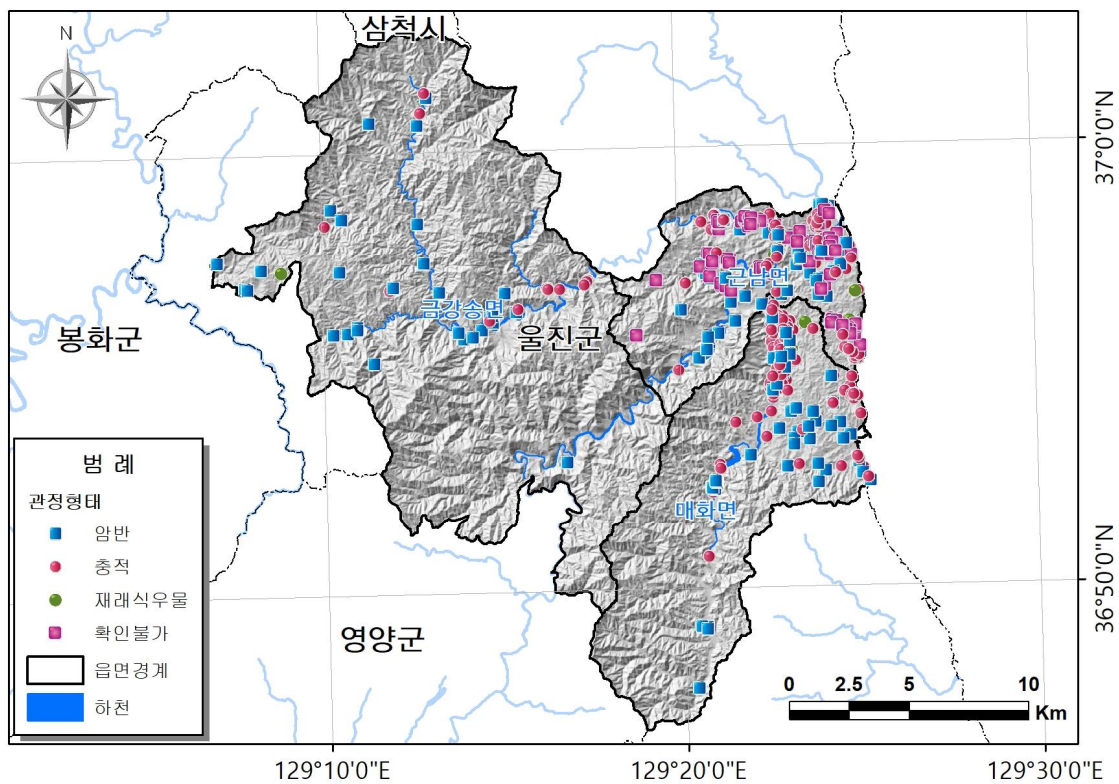 삼척시
N
37°0'0"N
근남면
금강송면
울진군
봉화군
범 례
관정형태
암반
충적
재래식우물
확인불가
읍면경계
하천
매화면
36°50'0"N
영양군
0 2.5 5 10
Km
129°10'0"E 129°20'0"E 129°30'0"E